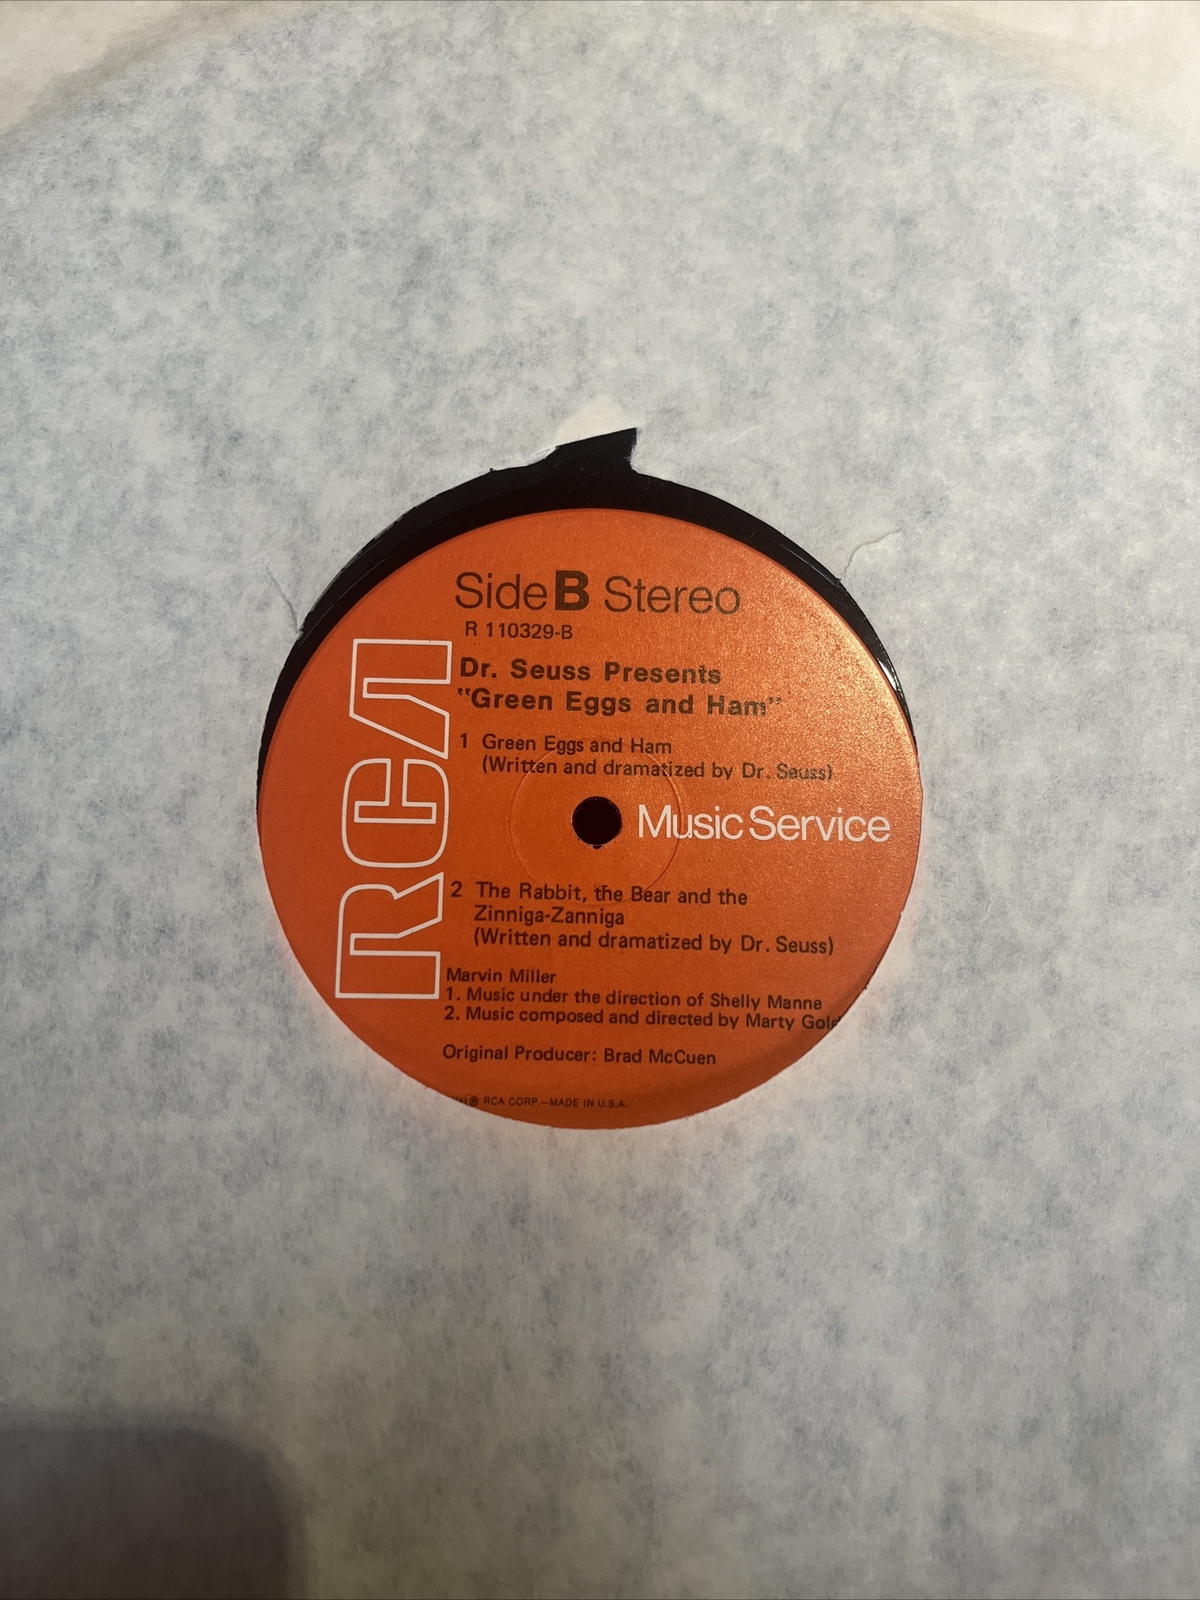 Side B Stereo
R 110329-B
Dr. Seuss Presents
"Green Eggs and Ham"
1 Green Eggs and Ham
(Written and dramatized by Dr. Seuss)
RCA
Music Service
2 The Rabbit, the Bear and the
Zinniga-Zanniga
(Written and dramatized by Dr. Seuss)
Marvin Miller
1. Music under the direction of Shelly Manne
2. Music composed and directed by Marty Gold
Original Producer: Brad McCuen
® RCA CORP.—MADE IN U.S.A.